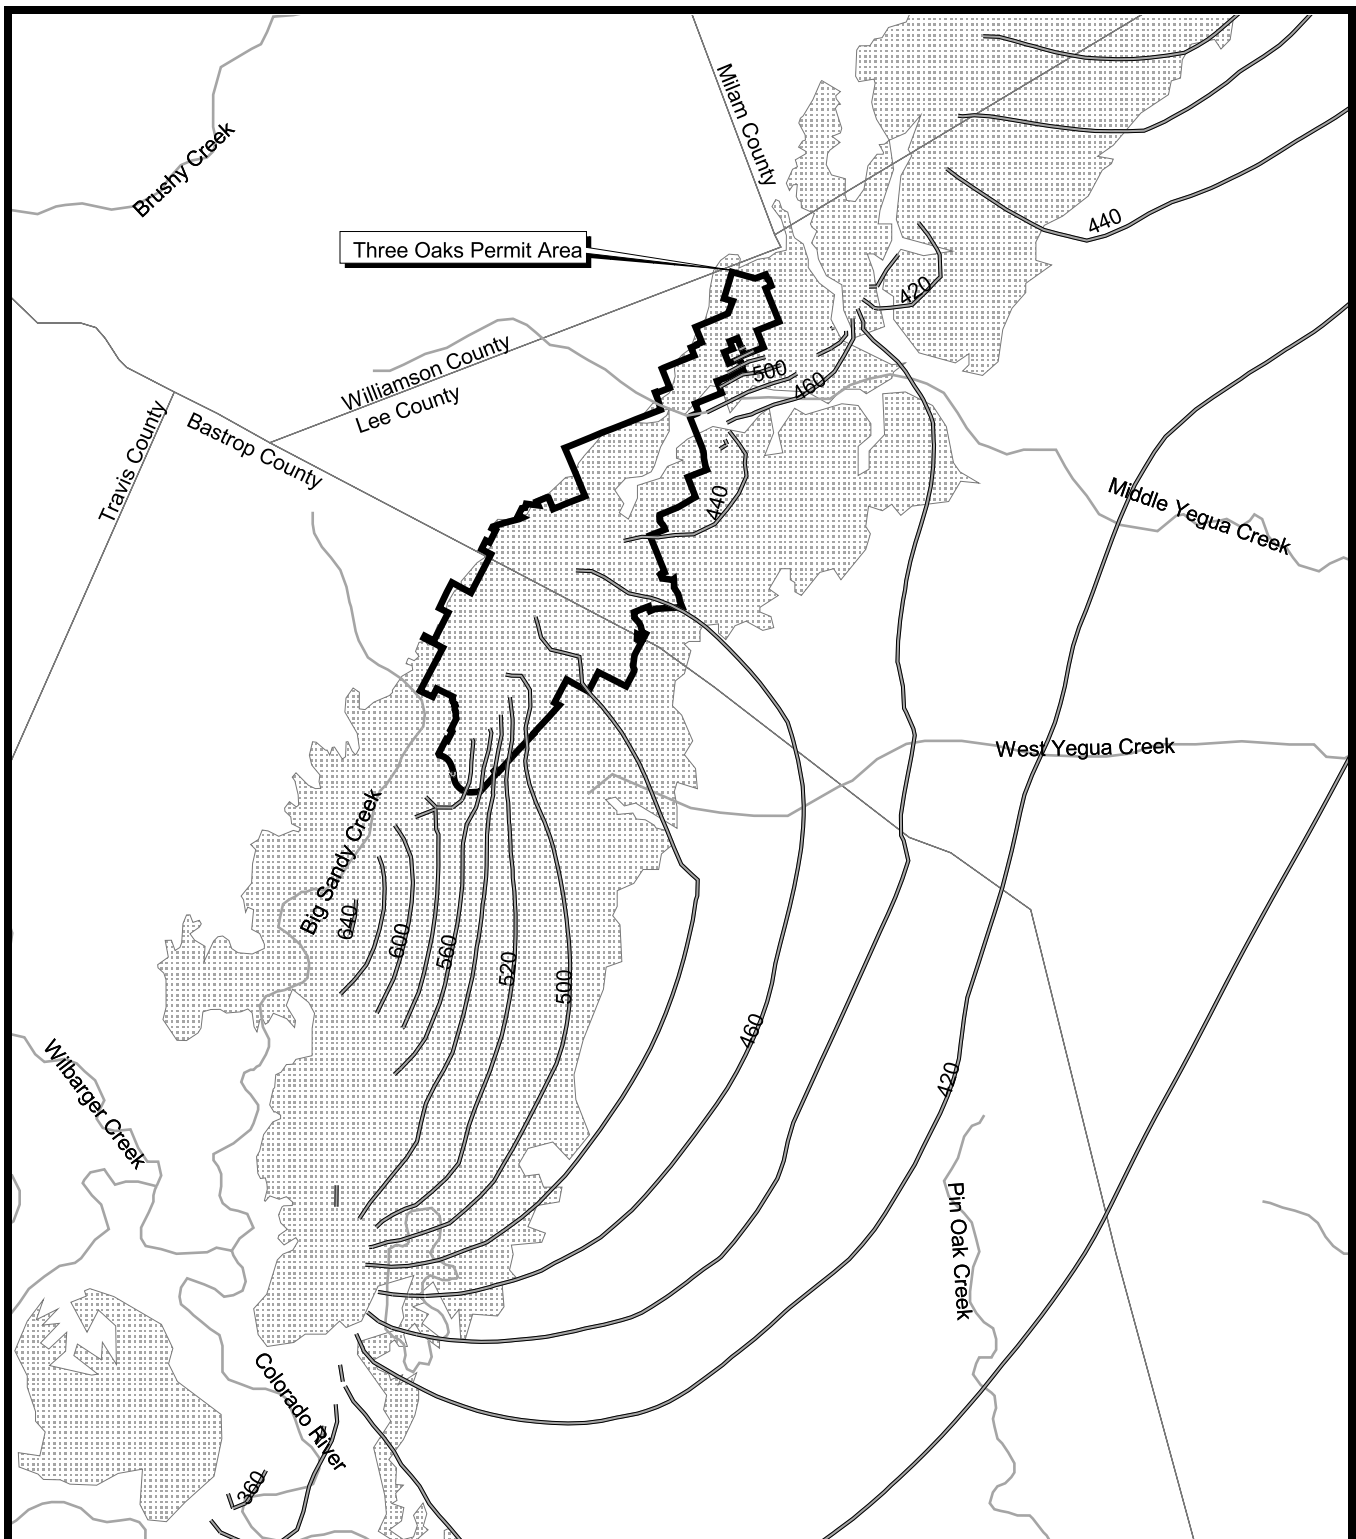 Milam County
Brushy Creek
440
Three Oaks Permit Area
420
Williamson County
Lee County
500
460
Travis County
Bastrop County
440
Middle Yegua Creek
West Yegua Creek
Big Sandy Creek
640
600
560
520
500
460
420
Wilbarger Creek
Pin Oak Creek
Colorado River
360